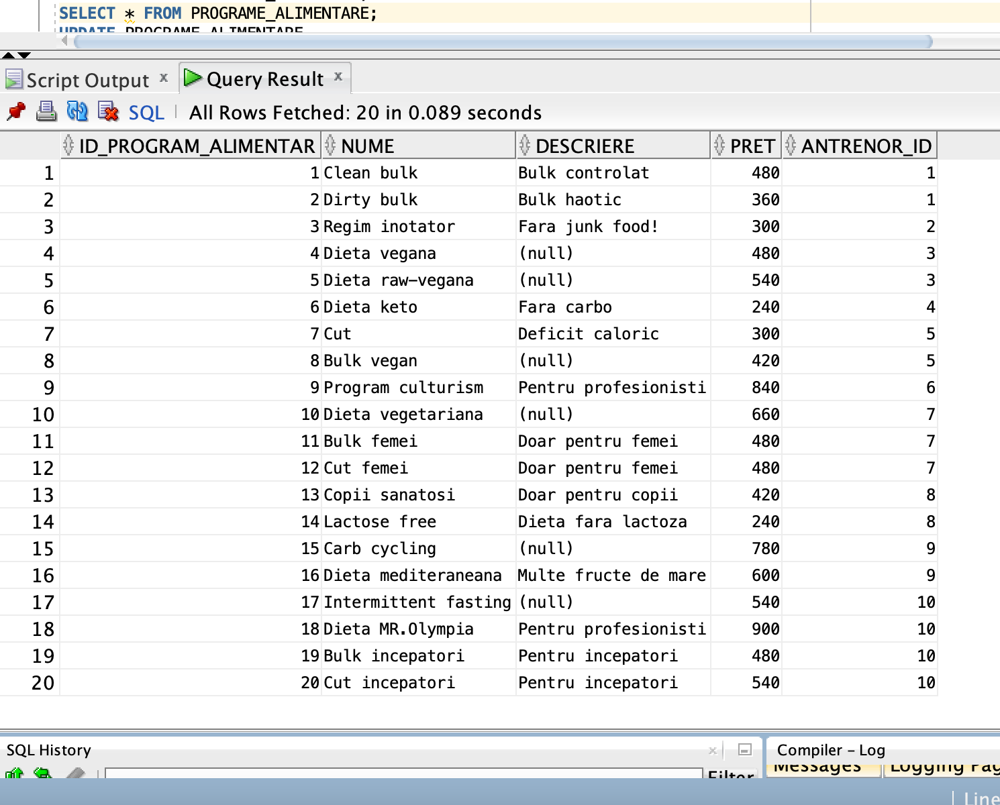 SELECT * FROM PROGRAME_ALIMENTARE;
UPDATE PROGRAME_ALIMENTARE
Script Output x Query Result x
SQL | All Rows Fetched: 20 in 0.089 seconds
ID_PROGRAM_ALIMENTAR NUME DESCRIERE PRET ANTRENOR_ID
1 1 Clean bulk Bulk controlat 480 1
2 2 Dirty bulk Bulk haotic 360 1
3 3 Regim inotator Fara junk food! 300 2
4 4 Dieta vegana (null) 480 3
5 5 Dieta raw-vegana (null) 540 3
6 6 Dieta keto Fara carbo 240 4
7 7 Cut Deficit caloric 300 5
8 8 Bulk vegan (null) 420 5
9 9 Program culturism Pentru profesionisti 840 6
10 10 Dieta vegetariana (null) 660 7
11 11 Bulk femei Doar pentru femei 480 7
12 12 Cut femei Doar pentru femei 480 7
13 13 Copii sanatosi Doar pentru copii 420 8
14 14 Lactose free Dieta fara lactoza 240 8
15 15 Carb cycling (null) 780 9
16 16 Dieta mediteraneana Multe fructe de mare 600 9
17 17 Intermittent fasting (null) 540 10
18 18 Dieta MR.Olympia Pentru profesionisti 900 10
19 19 Bulk incepatori Pentru incepatori 480 10
20 20 Cut incepatori Pentru incepatori 540 10
SQL History x Compiler - Log
Filter Messages Logging Pag
Line